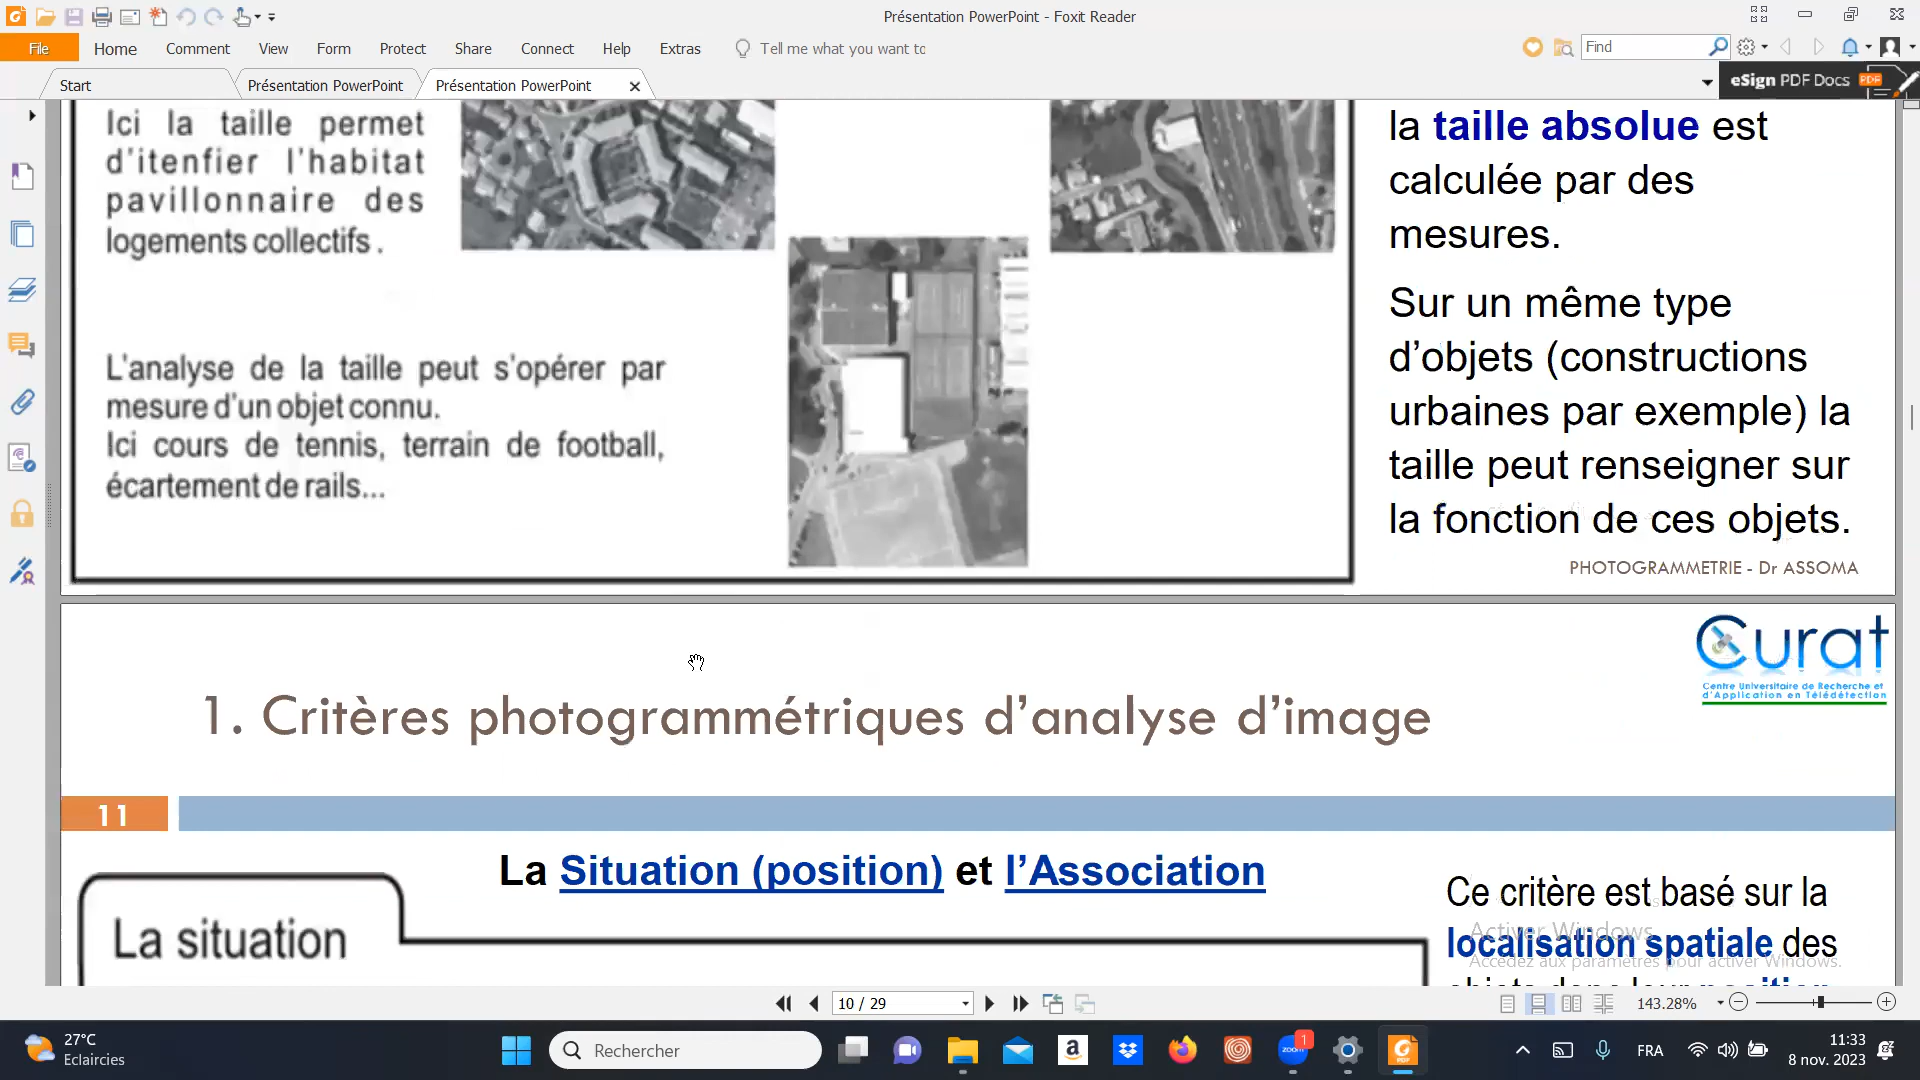 Présentation PowerPoint - Foxit Reader
File Home Comment View Form Protect Share Connect Help Extras Tell me what you want to Find
Start Présentation PowerPoint Présentation PowerPoint
eSign PDF Docs PDF
Ici la taille permet
d'itenfier l'habitat
pavillonnaire des
logements collectifs .
L'analyse de la taille peut s'opérer par
mesure d'un objet connu.
Ici cours de tennis, terrain de football,
écartement de rails...
la taille absolue est
calculée par des
mesures.
Sur un même type
d’objets (constructions
urbaines par exemple) la
taille peut renseigner sur
la fonction de ces objets.
PHOTOGRAMMETRIE - Dr ASSOMA
Curat
Centre Universitaire de Recherche et
d'Application en Télédétection
1. Critères photogrammétriques d’analyse d’image
11
La Situation (position) et l’Association
La situation
Ce critère est basé sur la
localisation spatiale des
Activer Windows
Accédez aux paramètres pour activer Windows.
10 / 29
143.28%
27°C
Eclaircies
Rechercher
zoom
1
FRA
11:33
8 nov. 2023